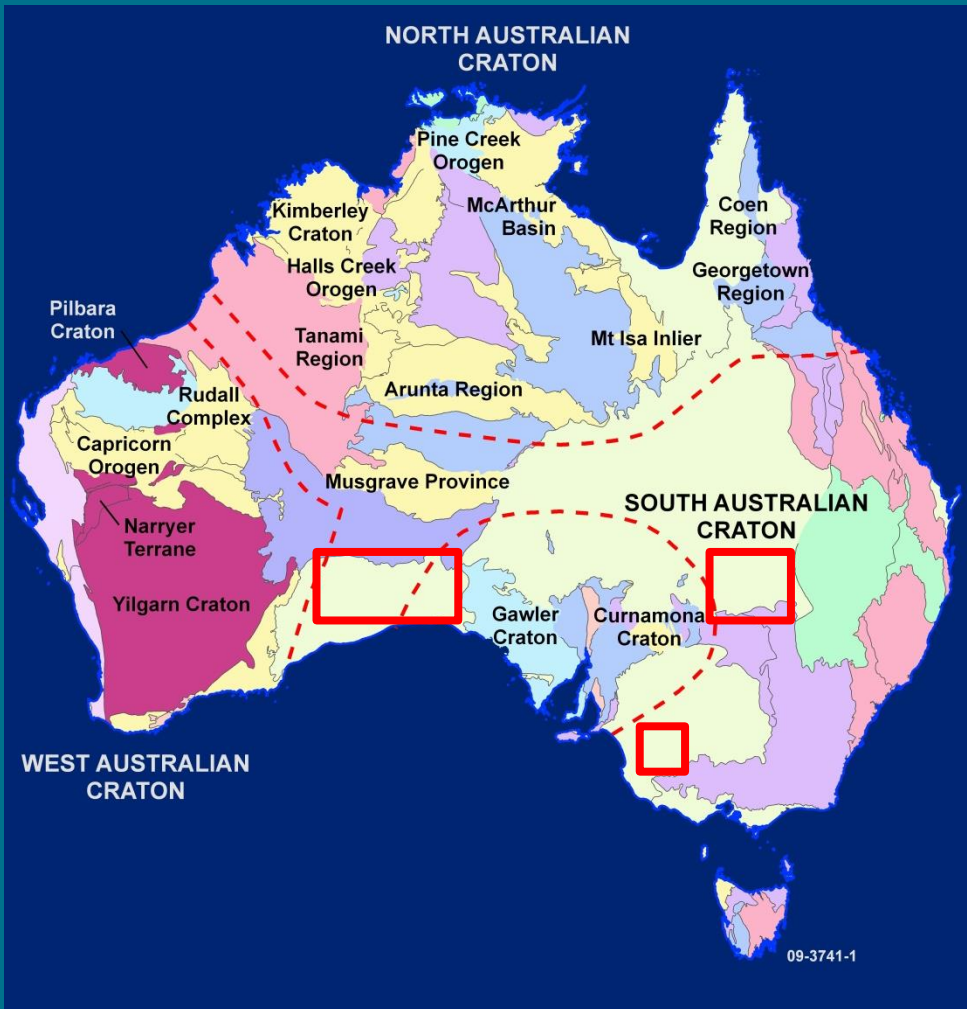 NORTH AUSTRALIAN
CRATON
Pine Creek
Orogen
Kimberley
Craton
McArthur
Basin
Coen
Region
Halls Creek
Orogen
Georgetown
Region
Pilbara
Craton
Tanami
Region
Mt Isa Inlier
Rudall
Complex
Arunta Region
Capricorn
Orogen
Musgrave Province
SOUTH AUSTRALIAN
CRATON
Narryer
Terrane
Yilgarn Craton
Gawler
Craton
Curnamona
Craton
WEST AUSTRALIAN
CRATON
09-3741-1